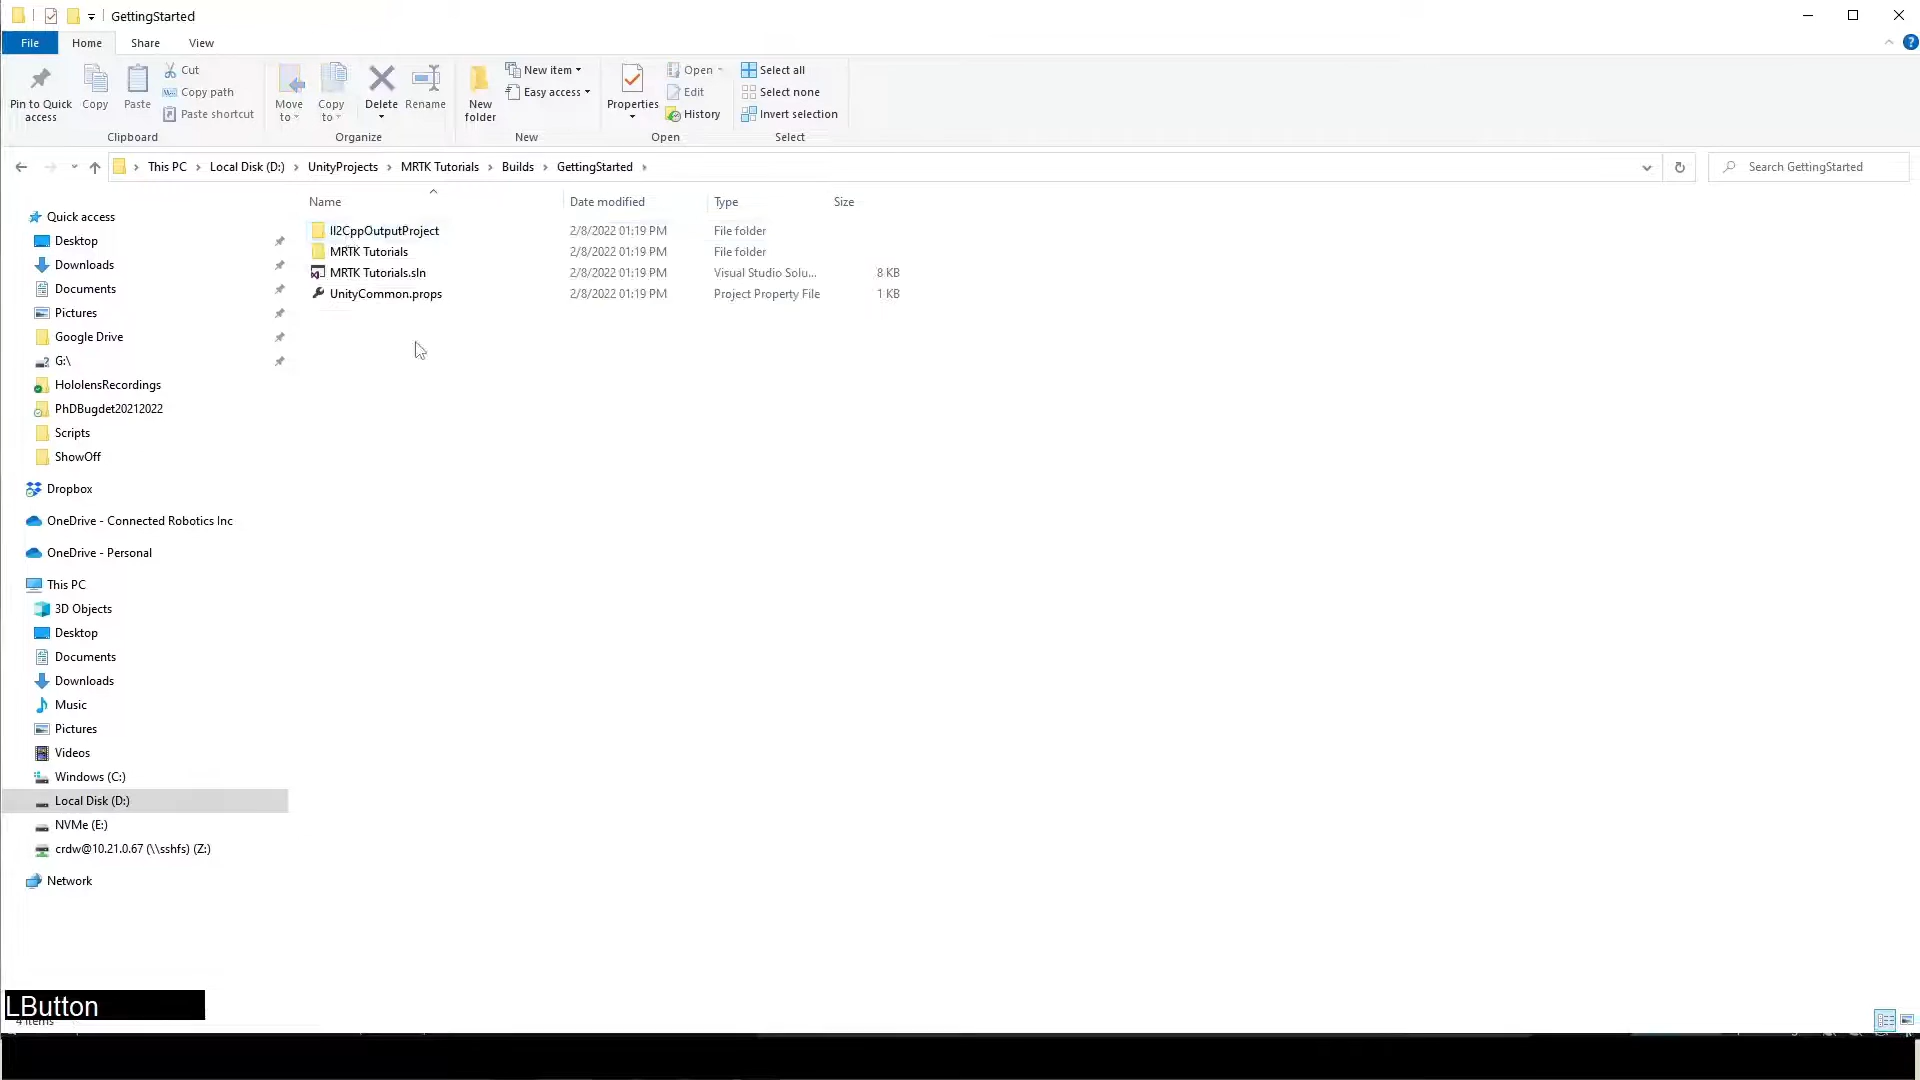 GettingStarted
File Home Share View
Pin to Quick access
Copy
Paste
Cut
Copy path
Paste shortcut
Clipboard
Move to
Copy to
Delete
Rename
Organize
New folder
New item
Easy access
New
Properties
Open
Edit
History
Open
Select all
Select none
Invert selection
Select
This PC Local Disk (D:) UnityProjects MRTK Tutorials Builds GettingStarted
Search GettingStarted
Name Date modified Type Size
Il2CppOutputProject 2/8/2022 01:19 PM File folder
MRTK Tutorials 2/8/2022 01:19 PM File folder
MRTK Tutorials.sln 2/8/2022 01:19 PM Visual Studio Solu... 8 KB
UnityCommon.props 2/8/2022 01:19 PM Project Property File 1 KB
Quick access
Desktop
Downloads
Documents
Pictures
Google Drive
G:\
HololensRecordings
PhDBugdet20212022
Scripts
ShowOff
Dropbox
OneDrive - Connected Robotics Inc
OneDrive - Personal
This PC
3D Objects
Desktop
Documents
Downloads
Music
Pictures
Videos
Windows (C:)
Local Disk (D:)
NVMe (E:)
crdw@10.21.0.67 (\\sshfs) (Z:)
Network
LButton
4 items